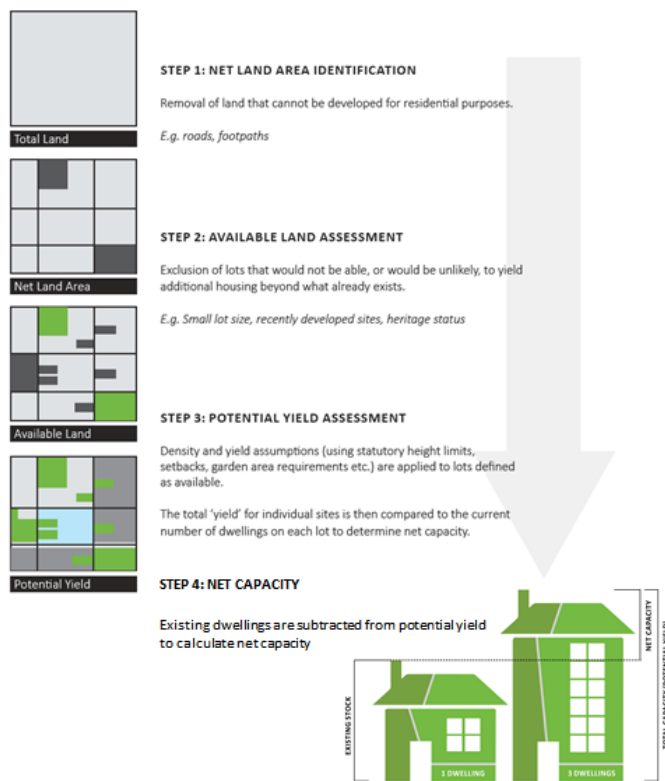 STEP 1: NET LAND AREA IDENTIFICATION
Removal of land that cannot be developed for residential purposes.
E.g. roads, footpaths
Total Land
STEP 2: AVAILABLE LAND ASSESSMENT
Exclusion of lots that would not be able, or would be unlikely, to yield
additional housing beyond what already exists.
E.g. Small lot size, recently developed sites, heritage status
Net Land Area
STEP 3: POTENTIAL YIELD ASSESSMENT
Density and yield assumptions (using statutory height limits,
setbacks, garden area requirements etc.) are applied to lots defined
as available.
The total ‘yield’ for individual sites is then compared to the current
number of dwellings on each lot to determine net capacity.
Available Land
Potential Yield
STEP 4: NET CAPACITY
Existing dwellings are subtracted from potential yield
to calculate net capacity
EXISTING STOCK
1 DWELLING
3 DWELLINGS
NET CAPACITY
TOTAL CAPACITY (POTENTIAL YIELD)